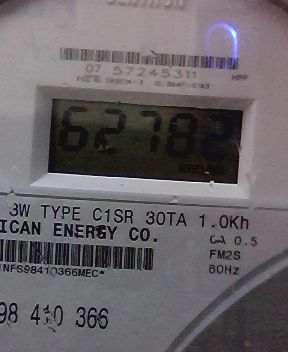 07 57245311
HPP
62782
3W TYPE C1SR 30TA 1.0Kh
ICAN ENERGY CO.
CA 0.5
FM2S
60Hz
NFS98410366MEC*
98 410 366